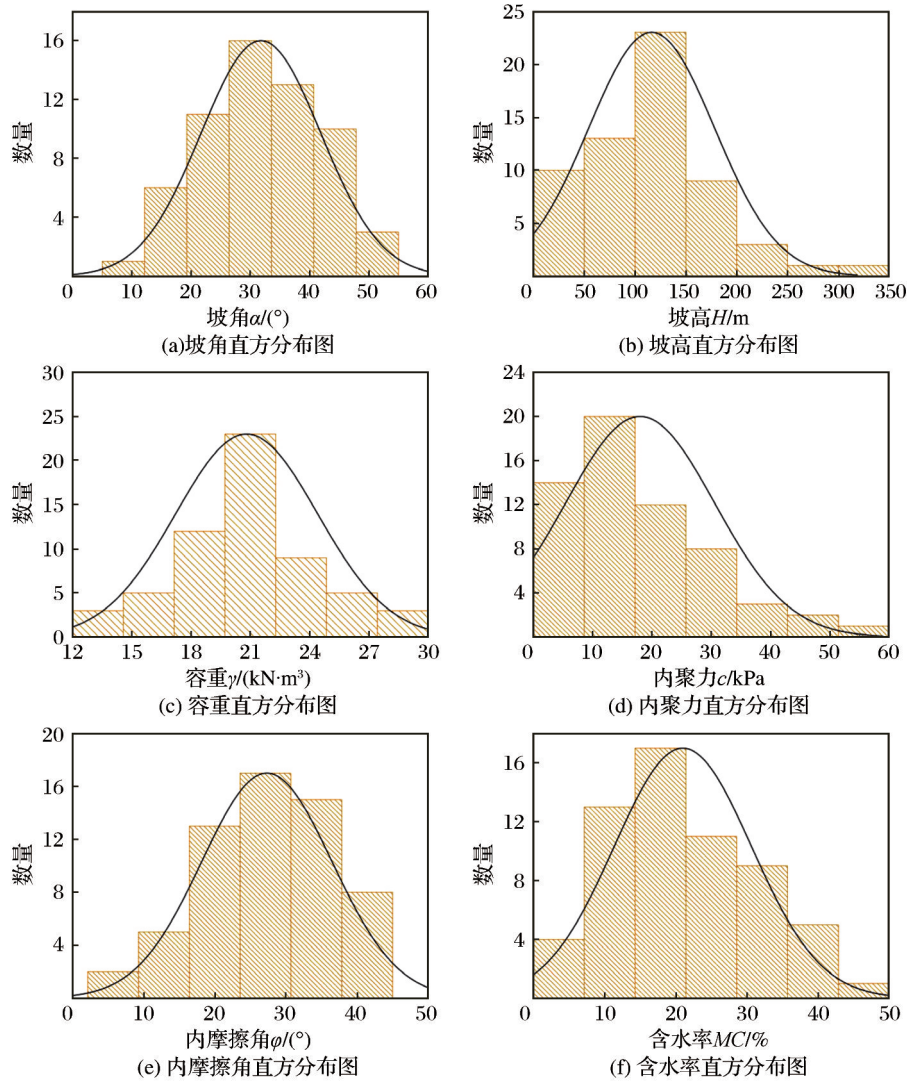 16
12
8
4
数量
0 10 20 30 40 50 60
坡角α/(°)
(a)坡角直方分布图
25
20
15
10
5
数量
0 50 100 150 200 250 300 350
坡高H/m
(b) 坡高直方分布图
30
25
20
15
10
5
0
数量
12 15 18 21 24 27 30
容重γ/(kN·m³)
(c) 容重直方分布图
24
20
16
12
8
4
数量
0 10 20 30 40 50 60
内聚力c/kPa
(d) 内聚力直方分布图
20
16
12
8
4
数量
0 10 20 30 40 50
内摩擦角φ/(°)
(e) 内摩擦角直方分布图
16
12
8
4
数量
0 10 20 30 40 50
含水率MC/%
(f) 含水率直方分布图